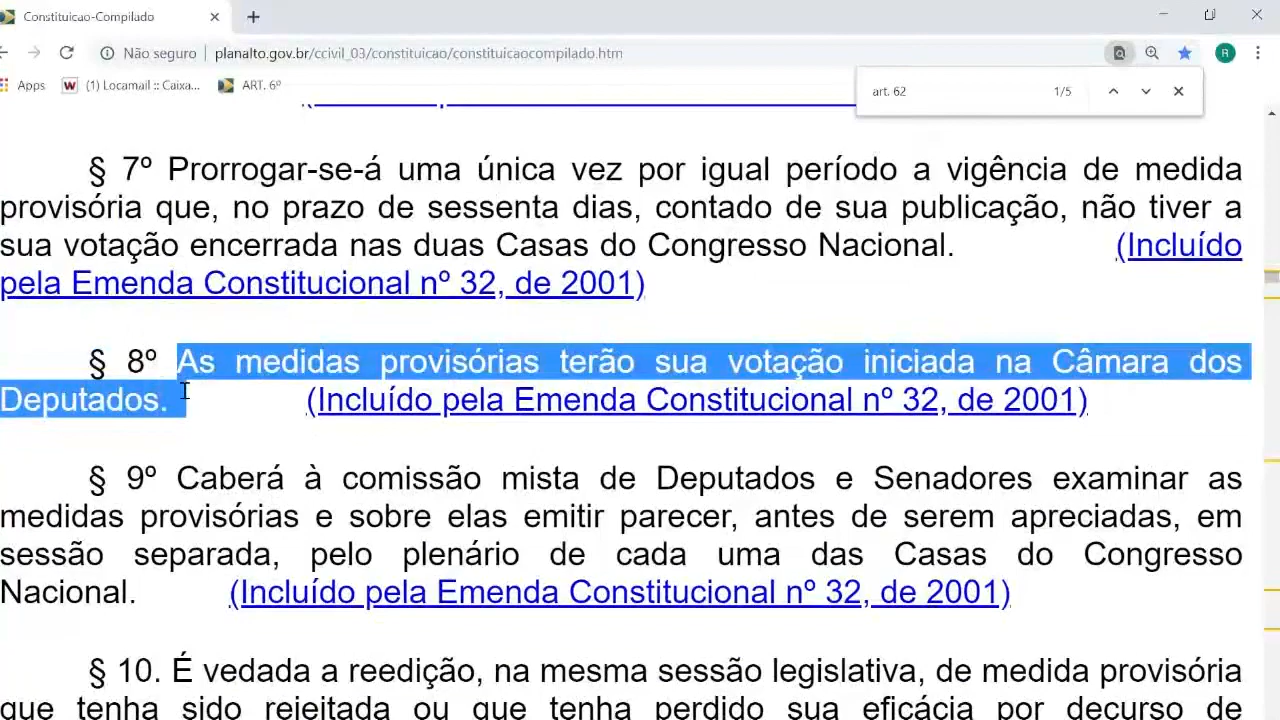 Constituicao-Compilado
Não seguro | planalto.gov.br/ccivil_03/constituicao/constituicaocompilado.htm
R
Apps
W (1) Locamail :: Caixa...
ART. 6º
art. 62 1/5
§ 7º Prorrogar-se-á uma única vez por igual período a vigência de medida
provisória que, no prazo de sessenta dias, contado de sua publicação, não tiver a
sua votação encerrada nas duas Casas do Congresso Nacional. (Incluído
pela Emenda Constitucional nº 32, de 2001)
§ 8º As medidas provisórias terão sua votação iniciada na Câmara dos
Deputados. (Incluído pela Emenda Constitucional nº 32, de 2001)
§ 9º Caberá à comissão mista de Deputados e Senadores examinar as
medidas provisórias e sobre elas emitir parecer, antes de serem apreciadas, em
sessão separada, pelo plenário de cada uma das Casas do Congresso
Nacional. (Incluído pela Emenda Constitucional nº 32, de 2001)
§ 10. É vedada a reedição, na mesma sessão legislativa, de medida provisória
que tenha sido rejeitada ou que tenha perdido sua eficácia por decurso de